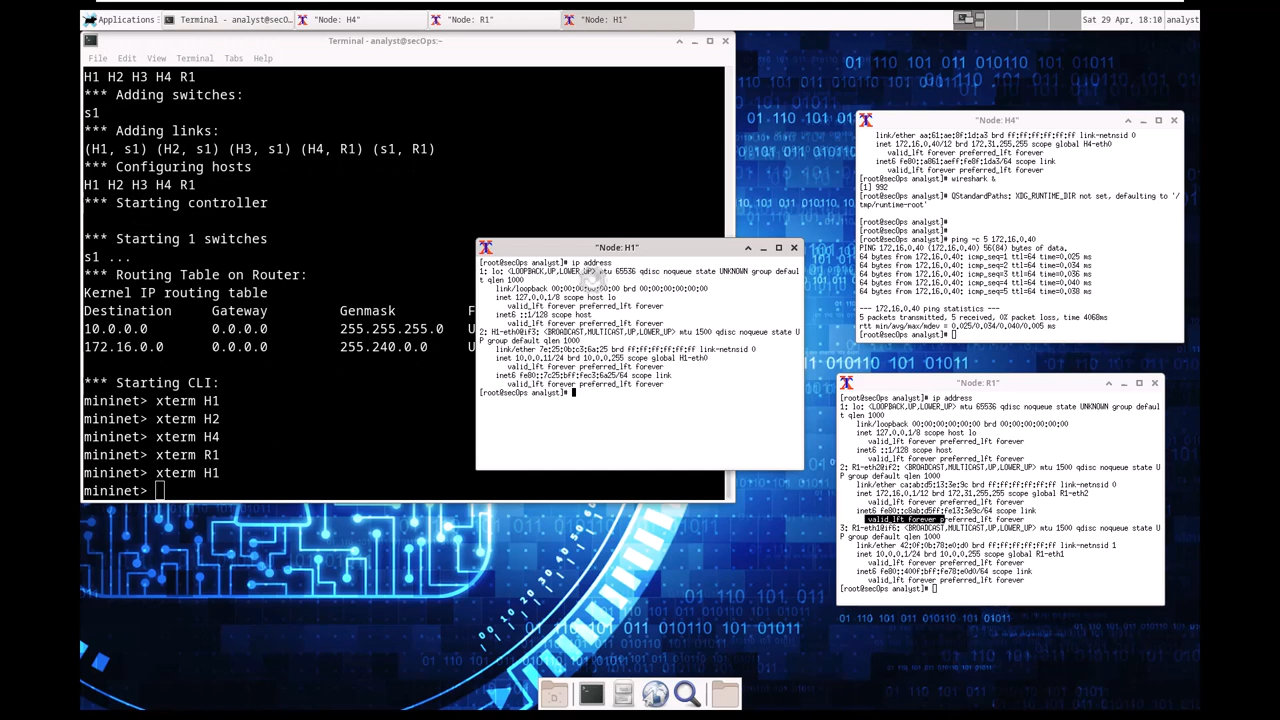 Applications
Terminal - analyst@secO...
"Node: H4"
"Node: R1"
"Node: H1"
Sat 29 Apr, 18:10
analyst
Terminal - analyst@secOps:~
File Edit View Terminal Tabs Help
H1 H2 H3 H4 R1
*** Adding switches:
s1
*** Adding links:
(H1, s1) (H2, s1) (H3, s1) (H4, R1) (s1, R1)
*** Configuring hosts
H1 H2 H3 H4 R1
*** Starting controller
*** Starting 1 switches
s1 ...
*** Routing Table on Router:
Kernel IP routing table
Destination Gateway Genmask F
10.0.0.0 0.0.0.0 255.255.255.0 U
172.16.0.0 0.0.0.0 255.240.0.0 U
*** Starting CLI:
mininet> xterm H1
mininet> xterm H2
mininet> xterm H4
mininet> xterm R1
mininet> xterm H1
mininet>
"Node: H1"
[root@secOps analyst]# ip address
1: lo: <LOOPBACK,UP,LOWER_UP> mtu 65536 qdisc noqueue state UNKNOWN group defaul
t qlen 1000
link/loopback 00:00:00:00:00:00 brd 00:00:00:00:00:00
inet 127.0.0.1/8 scope host lo
valid_lft forever preferred_lft forever
inet6 ::1/128 scope host
valid_lft forever preferred_lft forever
2: H1-eth0@if3: <BROADCAST,MULTICAST,UP,LOWER_UP> mtu 1500 qdisc noqueue state U
P group default qlen 1000
link/ether 7e:25:0b:c3:6a:25 brd ff:ff:ff:ff:ff:ff link-netnsid 0
inet 10.0.0.11/24 brd 10.0.0.255 scope global H1-eth0
valid_lft forever preferred_lft forever
inet6 fe80::7c25:bff:fec3:6a25/64 scope link
valid_lft forever preferred_lft forever
[root@secOps analyst]#
"Node: H4"
link/ether aa:61:ae:8f:1d:a3 brd ff:ff:ff:ff:ff:ff link-netnsid 0
inet 172.16.0.40/12 brd 172.31.255.255 scope global H4-eth0
valid_lft forever preferred_lft forever
inet6 fe80::a861:aeff:fe8f:1da3/64 scope link
valid_lft forever preferred_lft forever
[root@secOps analyst]# wireshark &
[1] 992
[root@secOps analyst]# QStandardPaths: XDG_RUNTIME_DIR not set, defaulting to '/
tmp/runtime-root'
[root@secOps analyst]#
[root@secOps analyst]#
[root@secOps analyst]# ping -c 5 172.16.0.40
PING 172.16.0.40 (172.16.0.40) 56(84) bytes of data.
64 bytes from 172.16.0.40: icmp_seq=1 ttl=64 time=0.025 ms
64 bytes from 172.16.0.40: icmp_seq=2 ttl=64 time=0.034 ms
64 bytes from 172.16.0.40: icmp_seq=3 ttl=64 time=0.036 ms
64 bytes from 172.16.0.40: icmp_seq=4 ttl=64 time=0.040 ms
64 bytes from 172.16.0.40: icmp_seq=5 ttl=64 time=0.038 ms
--- 172.16.0.40 ping statistics ---
5 packets transmitted, 5 received, 0% packet loss, time 4068ms
rtt min/avg/max/mdev = 0.025/0.034/0.040/0.005 ms
[root@secOps analyst]#
"Node: R1"
[root@secOps analyst]# ip address
1: lo: <LOOPBACK,UP,LOWER_UP> mtu 65536 qdisc noqueue state UNKNOWN group defaul
t qlen 1000
link/loopback 00:00:00:00:00:00 brd 00:00:00:00:00:00
inet 127.0.0.1/8 scope host lo
valid_lft forever preferred_lft forever
inet6 ::1/128 scope host
valid_lft forever preferred_lft forever
2: R1-eth2@if2: <BROADCAST,MULTICAST,UP,LOWER_UP> mtu 1500 qdisc noqueue state U
P group default qlen 1000
link/ether ca:ab:d5:13:3e:9c brd ff:ff:ff:ff:ff:ff link-netnsid 0
inet 172.16.0.1/12 brd 172.31.255.255 scope global R1-eth2
valid_lft forever preferred_lft forever
inet6 fe80::c8ab:d5ff:fe13:3e9c/64 scope link
valid_lft forever preferred_lft forever
3: R1-eth1@if6: <BROADCAST,MULTICAST,UP,LOWER_UP> mtu 1500 qdisc noqueue state U
P group default qlen 1000
link/ether 42:0f:0b:78:e0:d0 brd ff:ff:ff:ff:ff:ff link-netnsid 1
inet 10.0.0.1/24 brd 10.0.0.255 scope global R1-eth1
valid_lft forever preferred_lft forever
inet6 fe80::400f:bff:fe78:e0d0/64 scope link
valid_lft forever preferred_lft forever
[root@secOps analyst]#